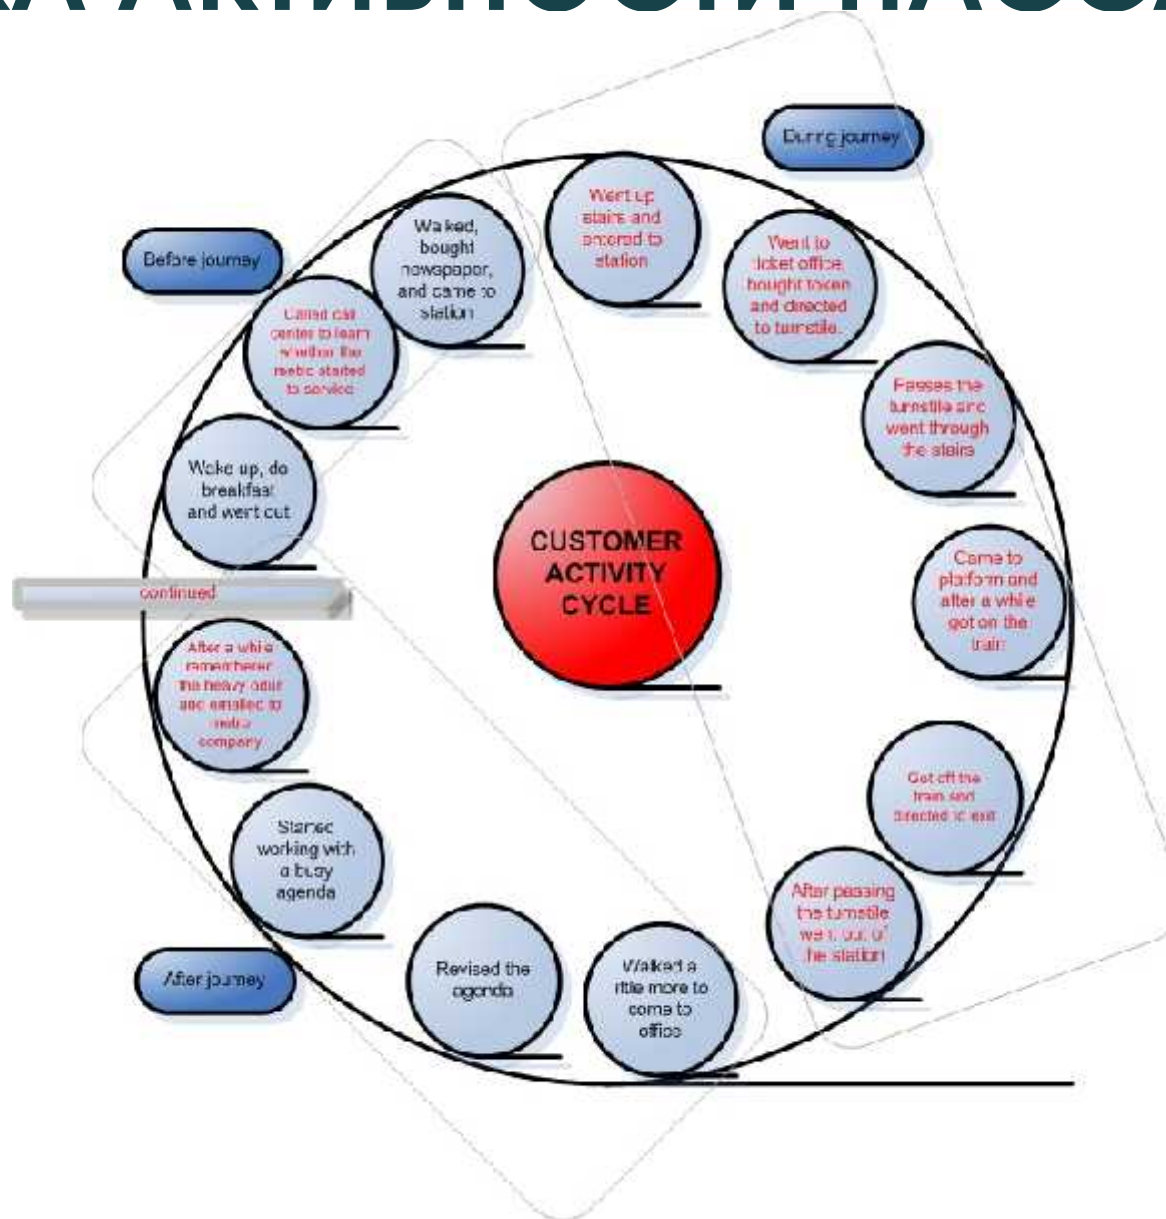 During journey
Before journey
Went up
stairs and
entered to
station
Went to
ticket office,
bought token
and directed
to turnstile.
Passes the
turnstile and
went through
the stairs
Came to
platform and
after a while
got on the
train
Got off the
train and
directed to exit
After passing
the turnstile
went out of
the station
Walked a
little more to
come to
office
Revised the
agenda
Started
working with
a busy
agenda
After a while
remembered
the heavy odur
and emailed to
metro
company
continued
Woke up, do
breakfast
and went out
Called call
center to learn
whether the
metro started
to service
Walked,
bought
newspaper,
and came to
station
CUSTOMER
ACTIVITY
CYCLE
After journey